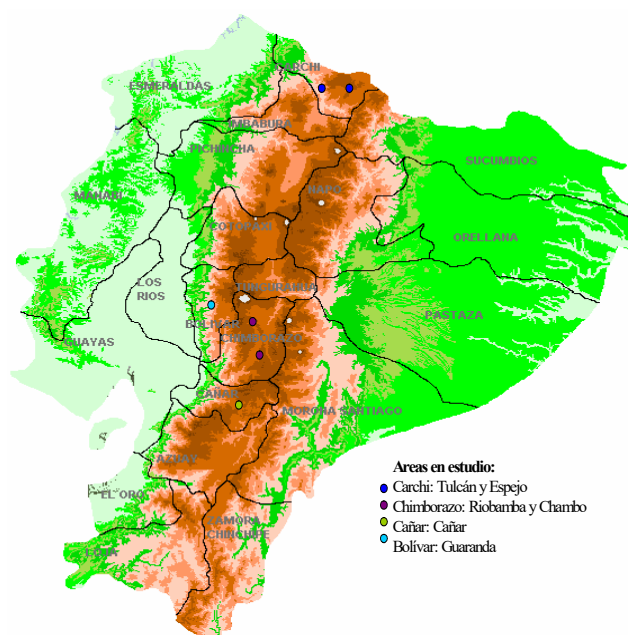 CARCHI
ESMERALDAS
IMBABURA
PICHINCHA
SUCUMBIOS
NAPO
MANABI
COTOPAXI
ORELLANA
LOS
RIOS
TUNGURAHUA
PASTAZA
BOLIVAR
CHIMBORAZO
GUAYAS
CAÑAR
MORONA SANTIAGO
AZUAY
EL ORO
ZAMORA
CHINCHIPE
LOJA
Areas en estudio:
Carchi: Tulcán y Espejo
Chimborazo: Riobamba y Chambo
Cañar: Cañar
Bolívar: Guaranda